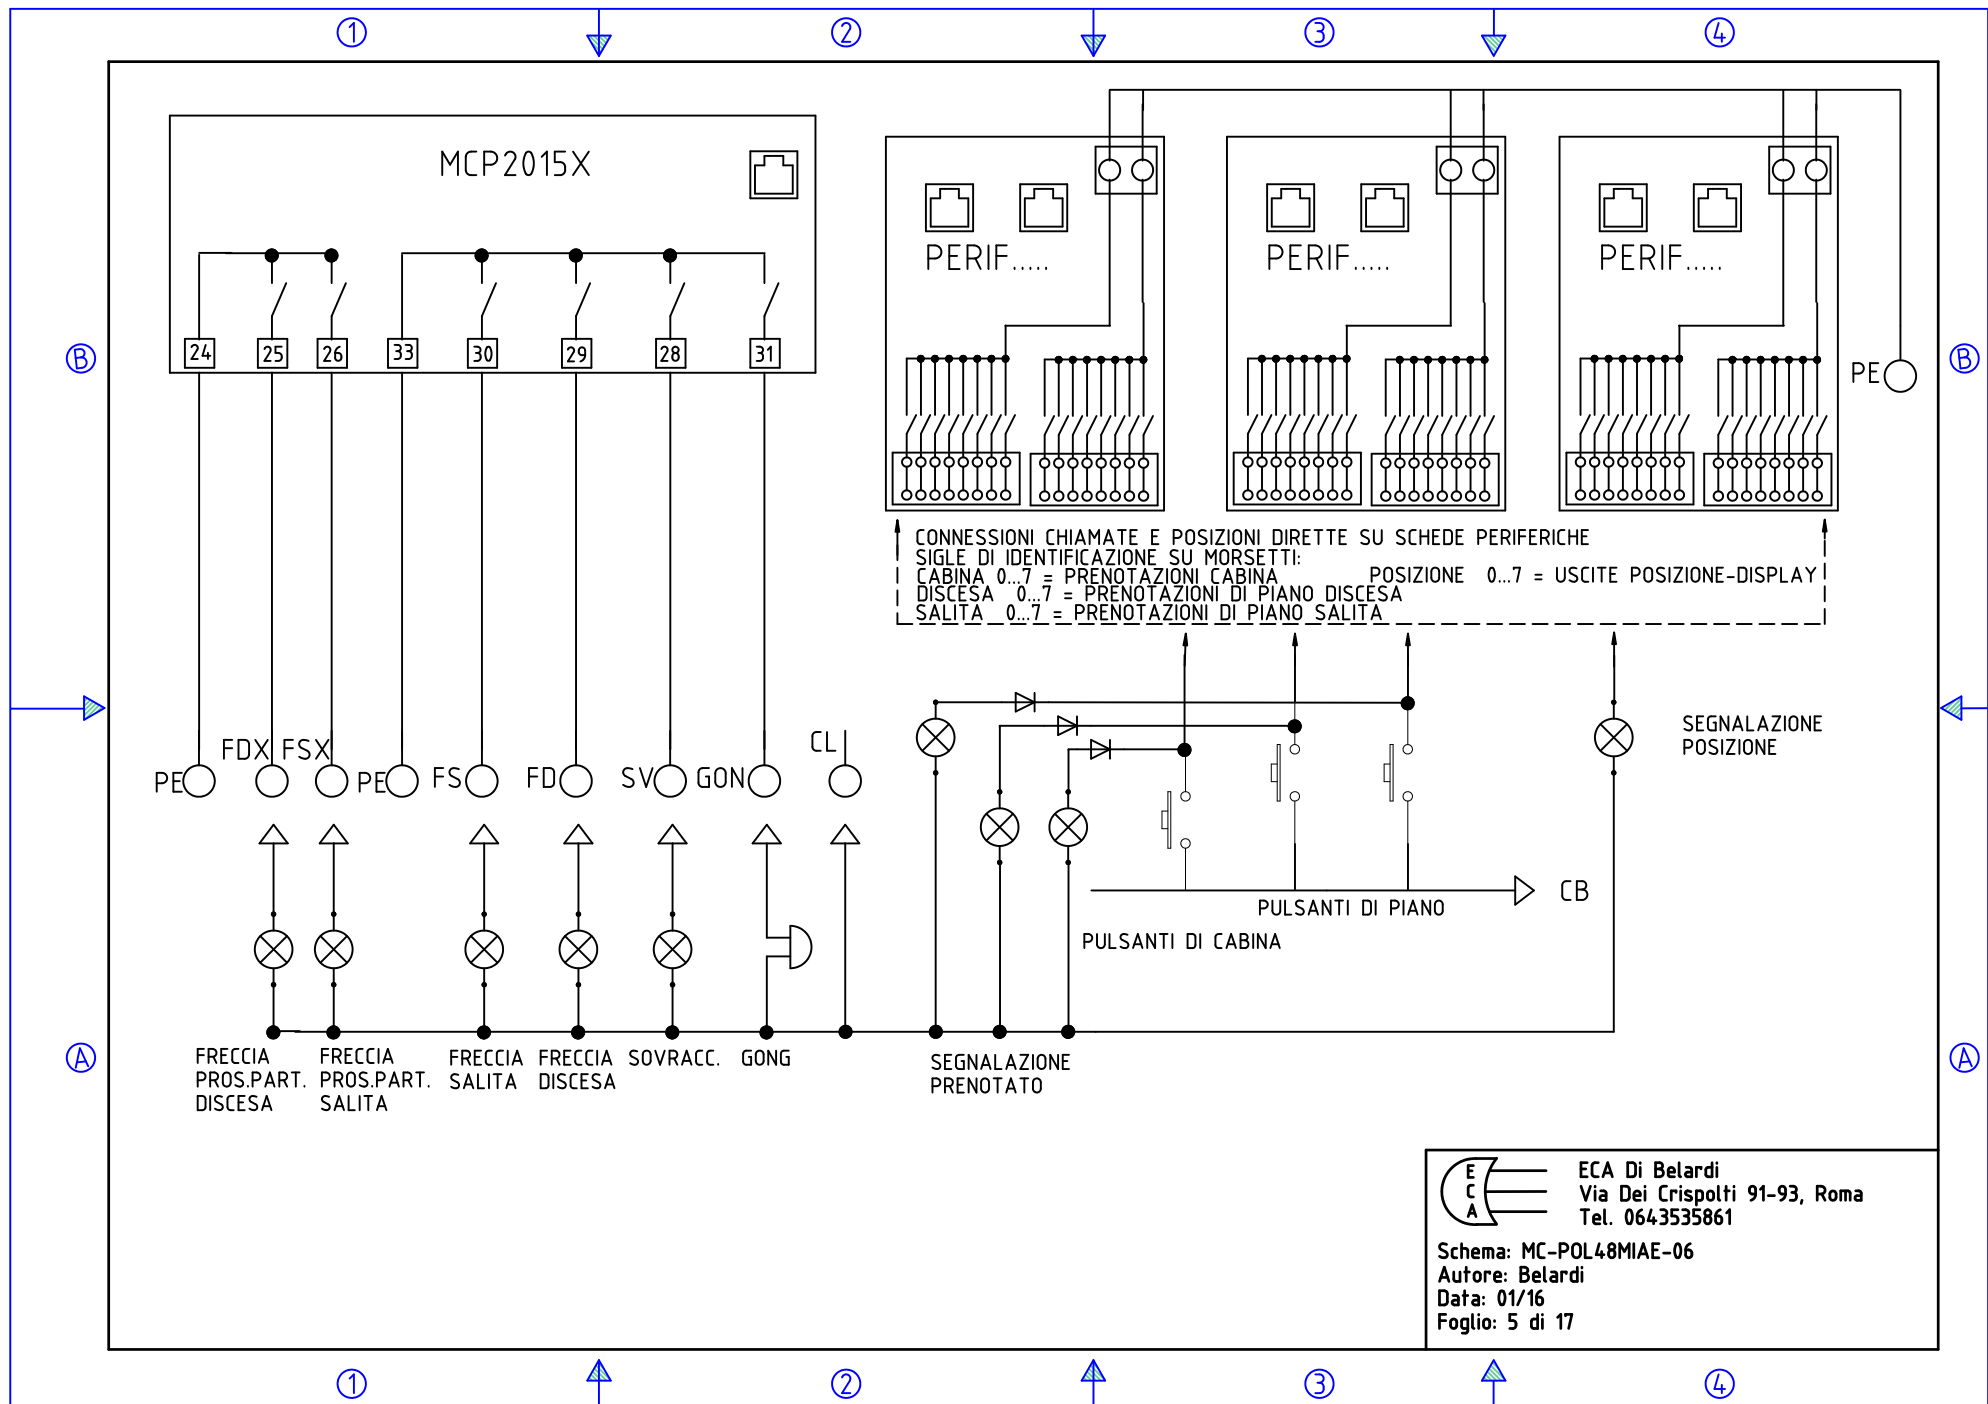 1 2 3 4
MCP2015X
PERIF.....
PERIF.....
PERIF.....
24 25 26 33 30 29 28 31
B
B
PE
CONNESSIONI CHIAMATE E POSIZIONI DIRETTE SU SCHEDE PERIFERICHE
SIGLE DI IDENTIFICAZIONE SU MORSETTI:
CABINA 0...7 = PRENOTAZIONI CABINA POSIZIONE 0...7 = USCITE POSIZIONE-DISPLAY
DISCESA 0...7 = PRENOTAZIONI DI PIANO DISCESA
SALITA 0...7 = PRENOTAZIONI DI PIANO SALITA
PE FDX FSX PE FS FD SV GON CL
SEGNALAZIONE
POSIZIONE
CB
PULSANTI DI PIANO
PULSANTI DI CABINA
A
A
FRECCIA
PROS.PART.
DISCESA
FRECCIA
PROS.PART.
SALITA
FRECCIA
SALITA
FRECCIA
DISCESA
SOVRACC.
GONG
SEGNALAZIONE
PRENOTATO
E
C
A
ECA Di Belardi
Via Dei Crispolti 91-93, Roma
Tel. 0643535861
Schema: MC-POL48MIAE-06
Autore: Belardi
Data: 01/16
Foglio: 5 di 17
1 2 3 4